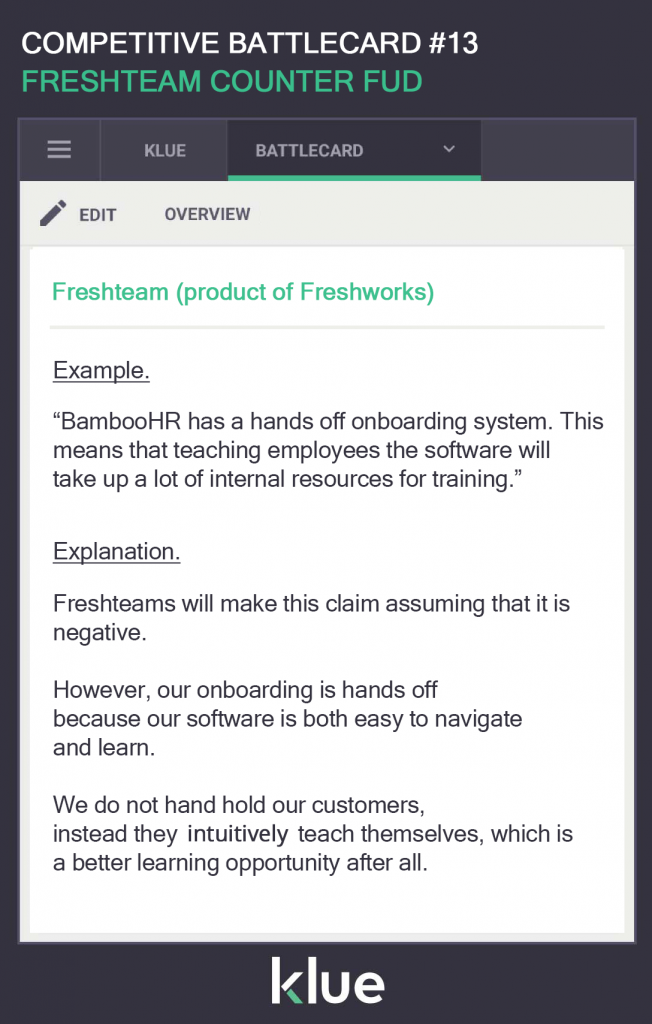 COMPETITIVE BATTLECARD #13
FRESHTEAM COUNTER FUD
KLUE
BATTLECARD
EDIT
OVERVIEW
Freshteam (product of Freshworks)
Example.
“BambooHR has a hands off onboarding system. This
means that teaching employees the software will
take up a lot of internal resources for training.”
Explanation.
Freshteams will make this claim assuming that it is
negative.
However, our onboarding is hands off
because our software is both easy to navigate
and learn.
We do not hand hold our customers,
instead they intuitively teach themselves, which is
a better learning opportunity after all.
klue